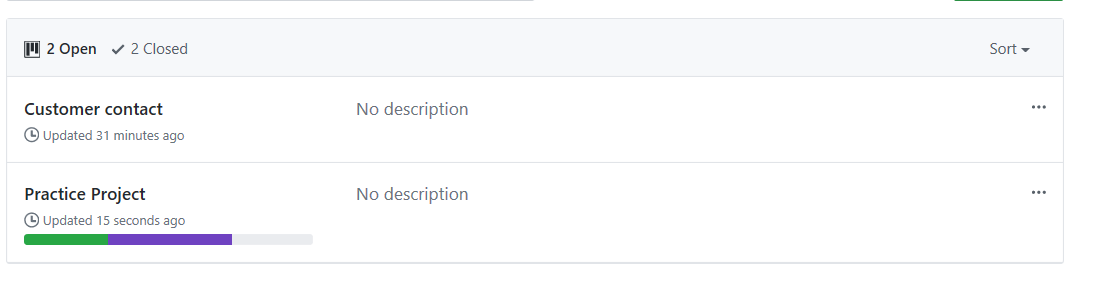 2 Open 2 Closed Sort
Customer contact No description
Updated 31 minutes ago
Practice Project No description
Updated 15 seconds ago